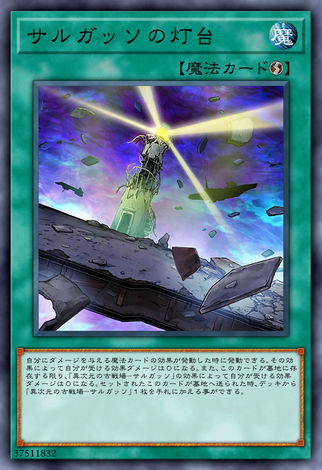 サルガッソの灯台
魔
【魔法カード】
自分にダメージを与える魔法カードの効果が発動した時に発動できる。その効
果によって自分が受ける効果ダメージは0になる。また、このカードが墓地に存
在する限り、「異次元の古戦場－サルガッソ」の効果によって自分が受ける効果
ダメージは0になる。セットされたこのカードが墓地へ送られた時、デッキから
「異次元の古戦場－サルガッソ」1枚を手札にかえる事ができる。
37511832